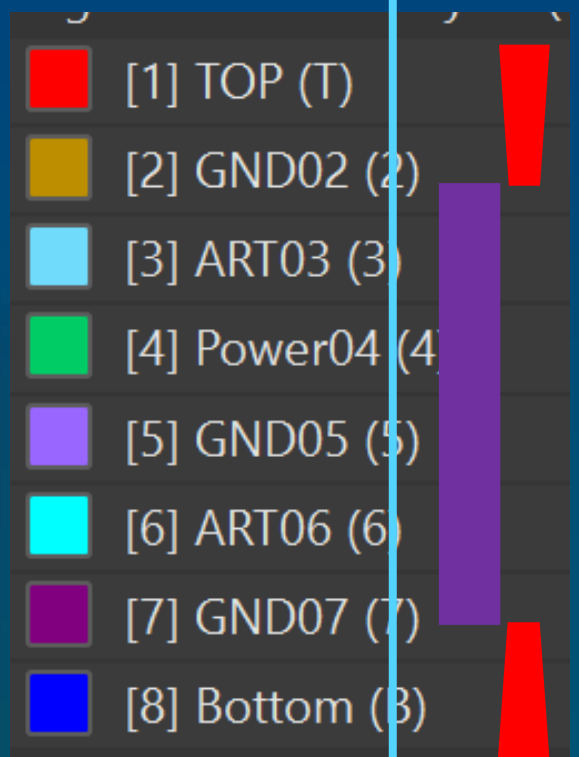 [1] TOP (T)
[2] GND02 (2)
[3] ART03 (3)
[4] Power04 (4)
[5] GND05 (5)
[6] ART06 (6)
[7] GND07 (7)
[8] Bottom (B)